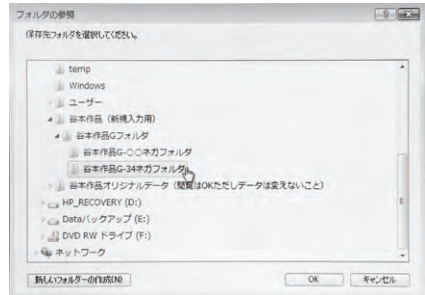 フォルダの参照
保存先フォルダを選択してください。
temp
Windows
ユーザー
谷本作品（新規入力用）
谷本作品Gフォルダ
谷本作品G-〇〇ネガフォルダ
谷本作品G-34ネガフォルダ
谷本作品オリジナルデータ（閲覧はOKただしデータは変えないこと）
HP_RECOVERY (D:)
Dataバックアップ (E:)
DVD RW ドライブ (F:)
ネットワーク
新しいフォルダーの作成(N)
OK
キャンセル